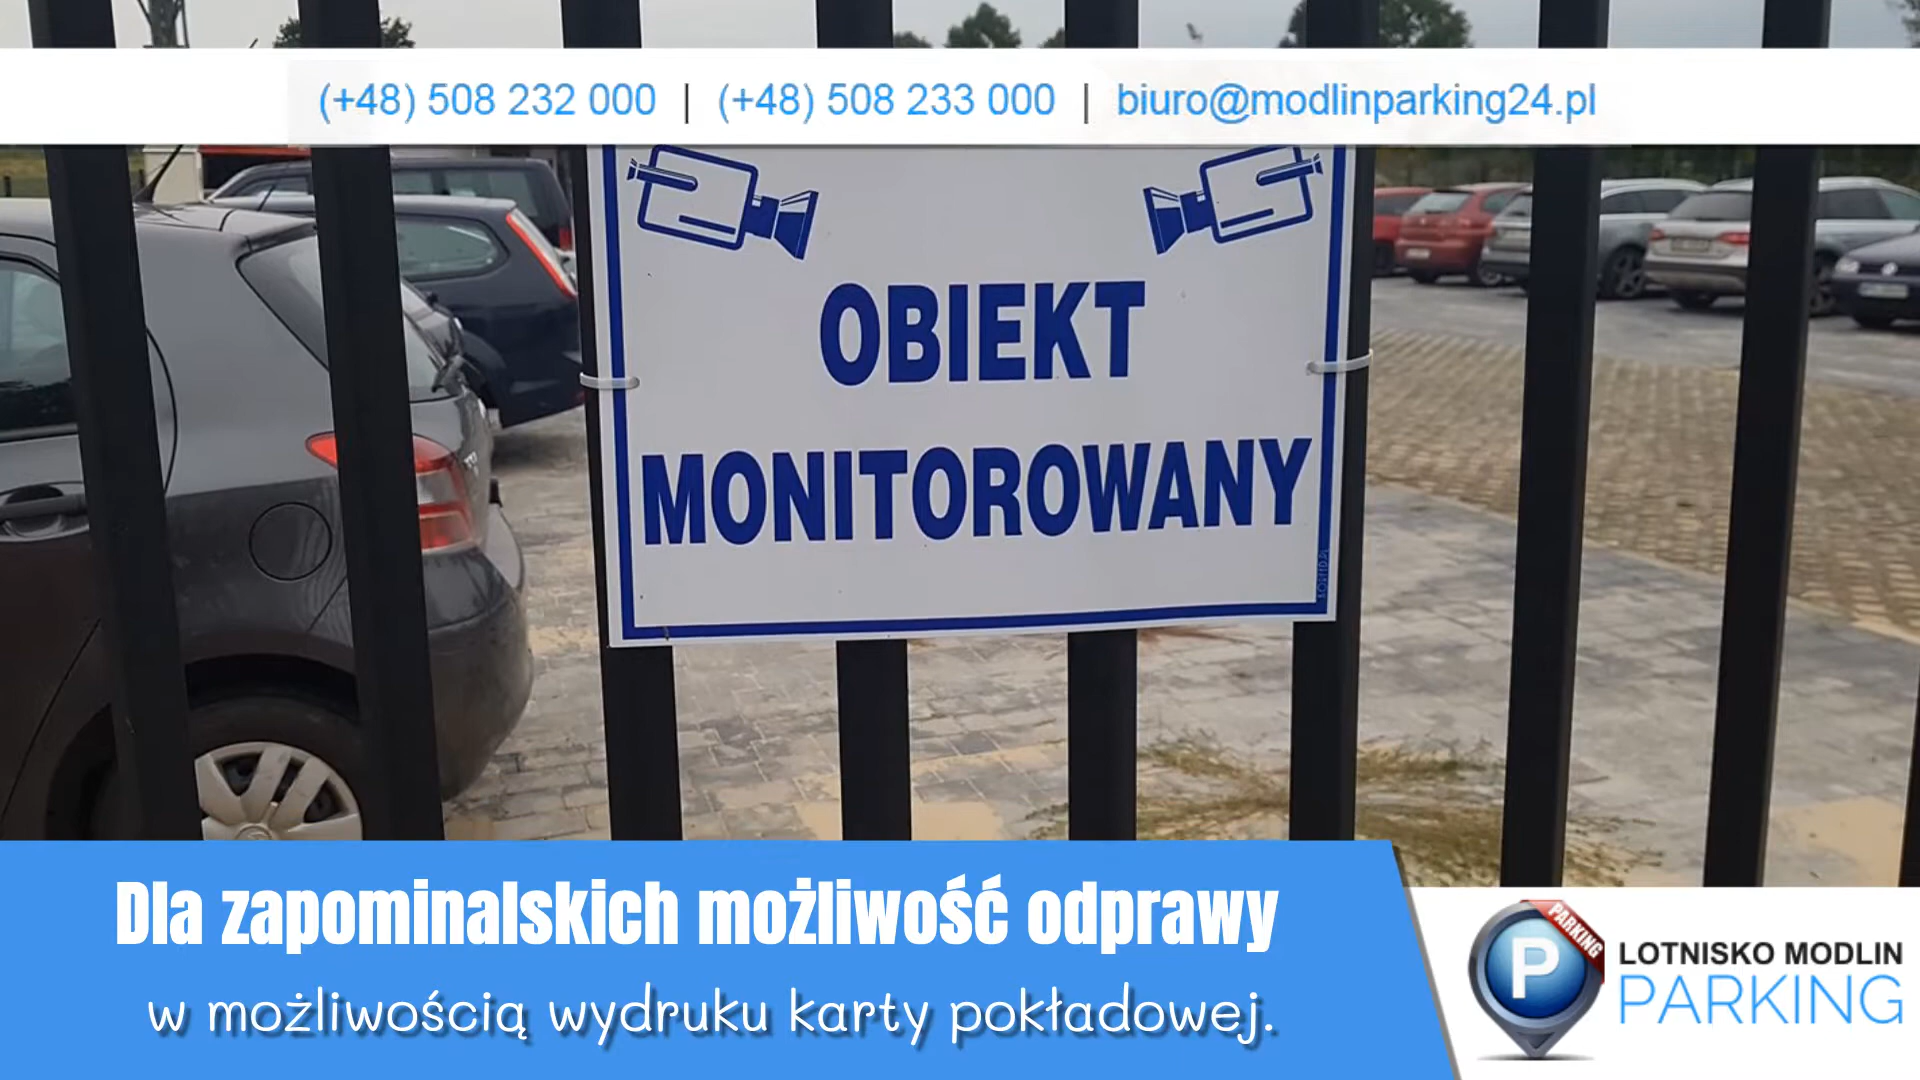 (+48) 508 232 000 | (+48) 508 233 000 | biuro@modlinparking24.pl
OBIEKT
MONITOROWANY
Dla zapominalskich możliwość odprawy
w możliwością wydruku karty pokładowej.
PARKING
P
LOTNISKO MODLIN
PARKING